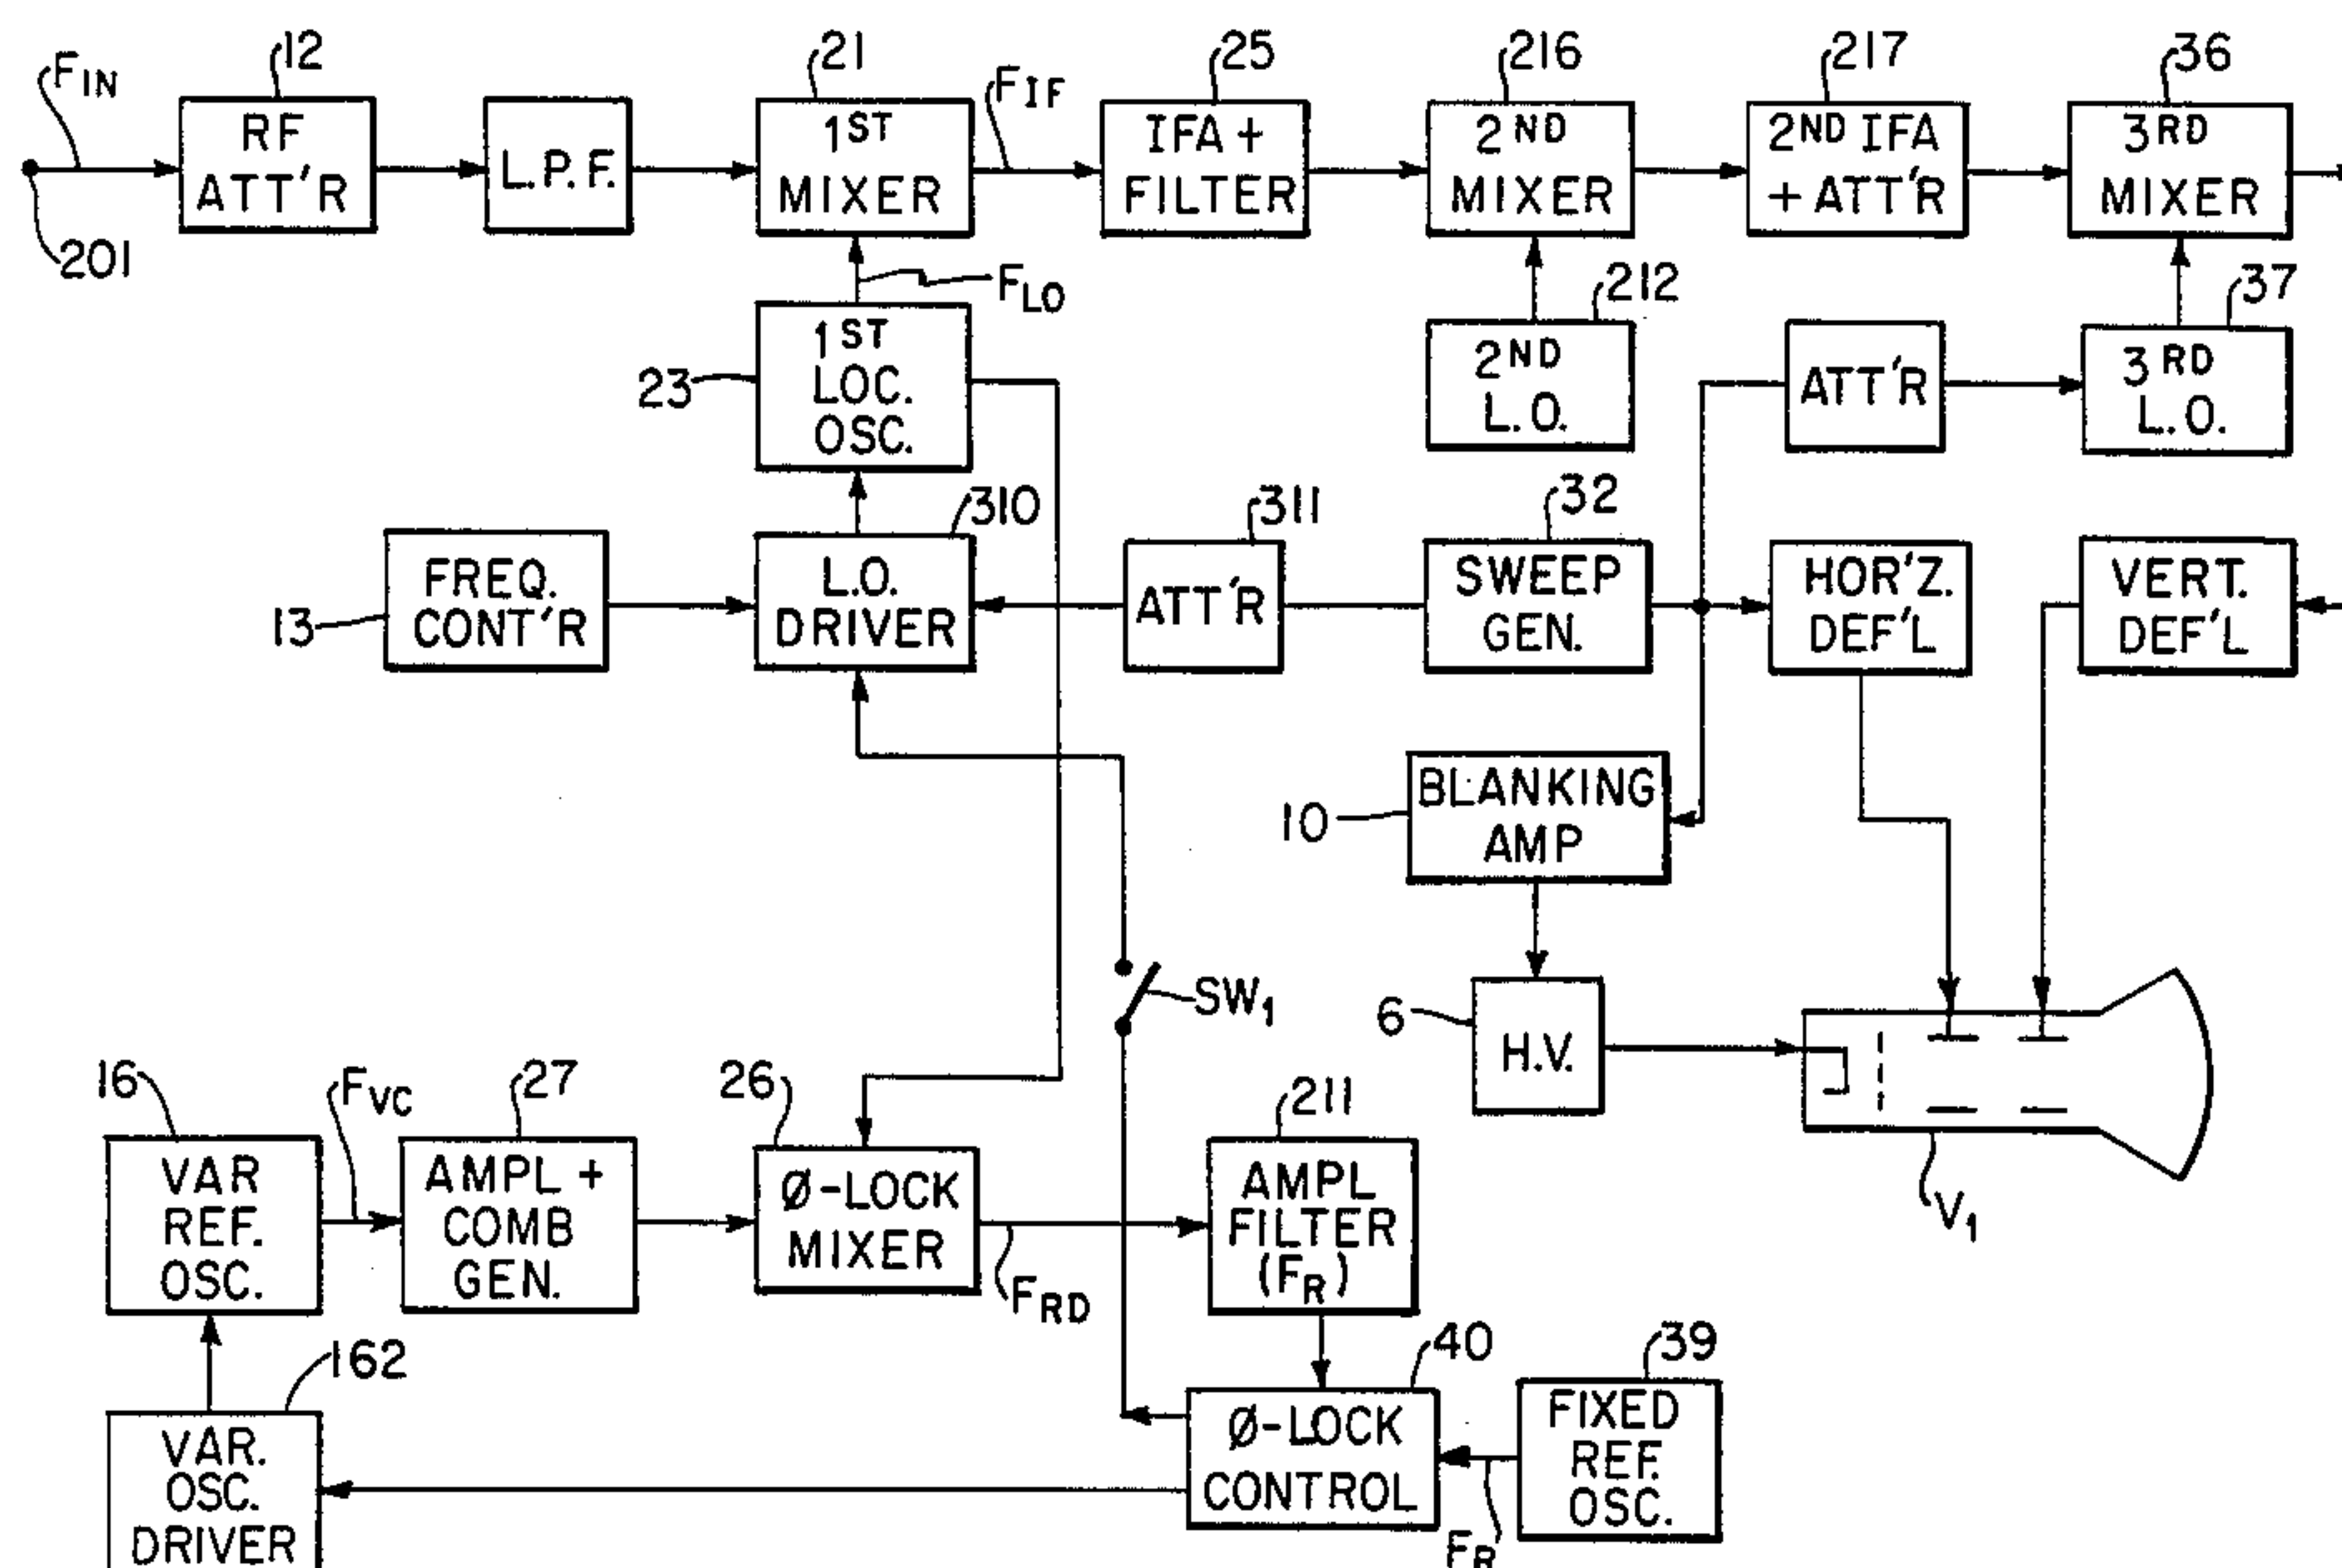 12
21
25
216
217
36
FIN
FIF
RF
ATT'R
L.P.F.
1ST
MIXER
IFA +
FILTER
2ND
MIXER
2ND IFA
+ ATT'R
3RD
MIXER
201
FLO
212
37
23
1ST
LOC.
OSC.
2ND
L.O.
ATT'R
3RD
L.O.
310
311
32
13
FREQ.
CONT'R
L.O.
DRIVER
ATT'R
SWEEP
GEN.
HOR'Z.
DEF'L
VERT.
DEF'L
10
BLANKING
AMP
SW1
6
H.V.
V1
16
FVC
27
26
211
VAR
REF.
OSC.
AMPL +
COMB
GEN.
Ø-LOCK
MIXER
FRD
AMPL
FILTER
(FR)
162
40
39
VAR.
OSC.
DRIVER
Ø-LOCK
CONTROL
FIXED
REF.
OSC.
FR